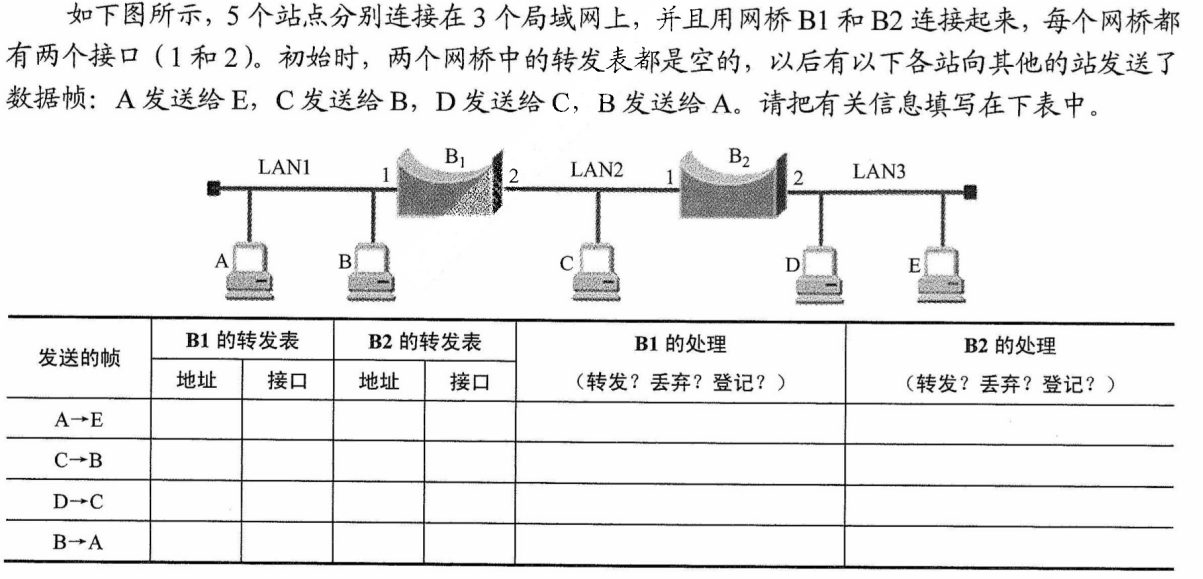 如下图所示，5 个站点分别连接在 3 个局域网上，并且用网桥 B1 和 B2 连接起来，每个网桥都
有两个接口（1 和 2）。初始时，两个网桥中的转发表都是空的，以后有以下各站向其他的站发送了
数据帧：A 发送给 E，C 发送给 B，D 发送给 C，B 发送给 A。请把有关信息填写在下表中。
LAN1 1 B1 2 LAN2 1 B2 2 LAN3
A B C D E
发送的帧 B1 的转发表 B2 的转发表 B1 的处理 B2 的处理
地址 接口 地址 接口 （转发？丢弃？登记？） （转发？丢弃？登记？）
A→E
C→B
D→C
B→A